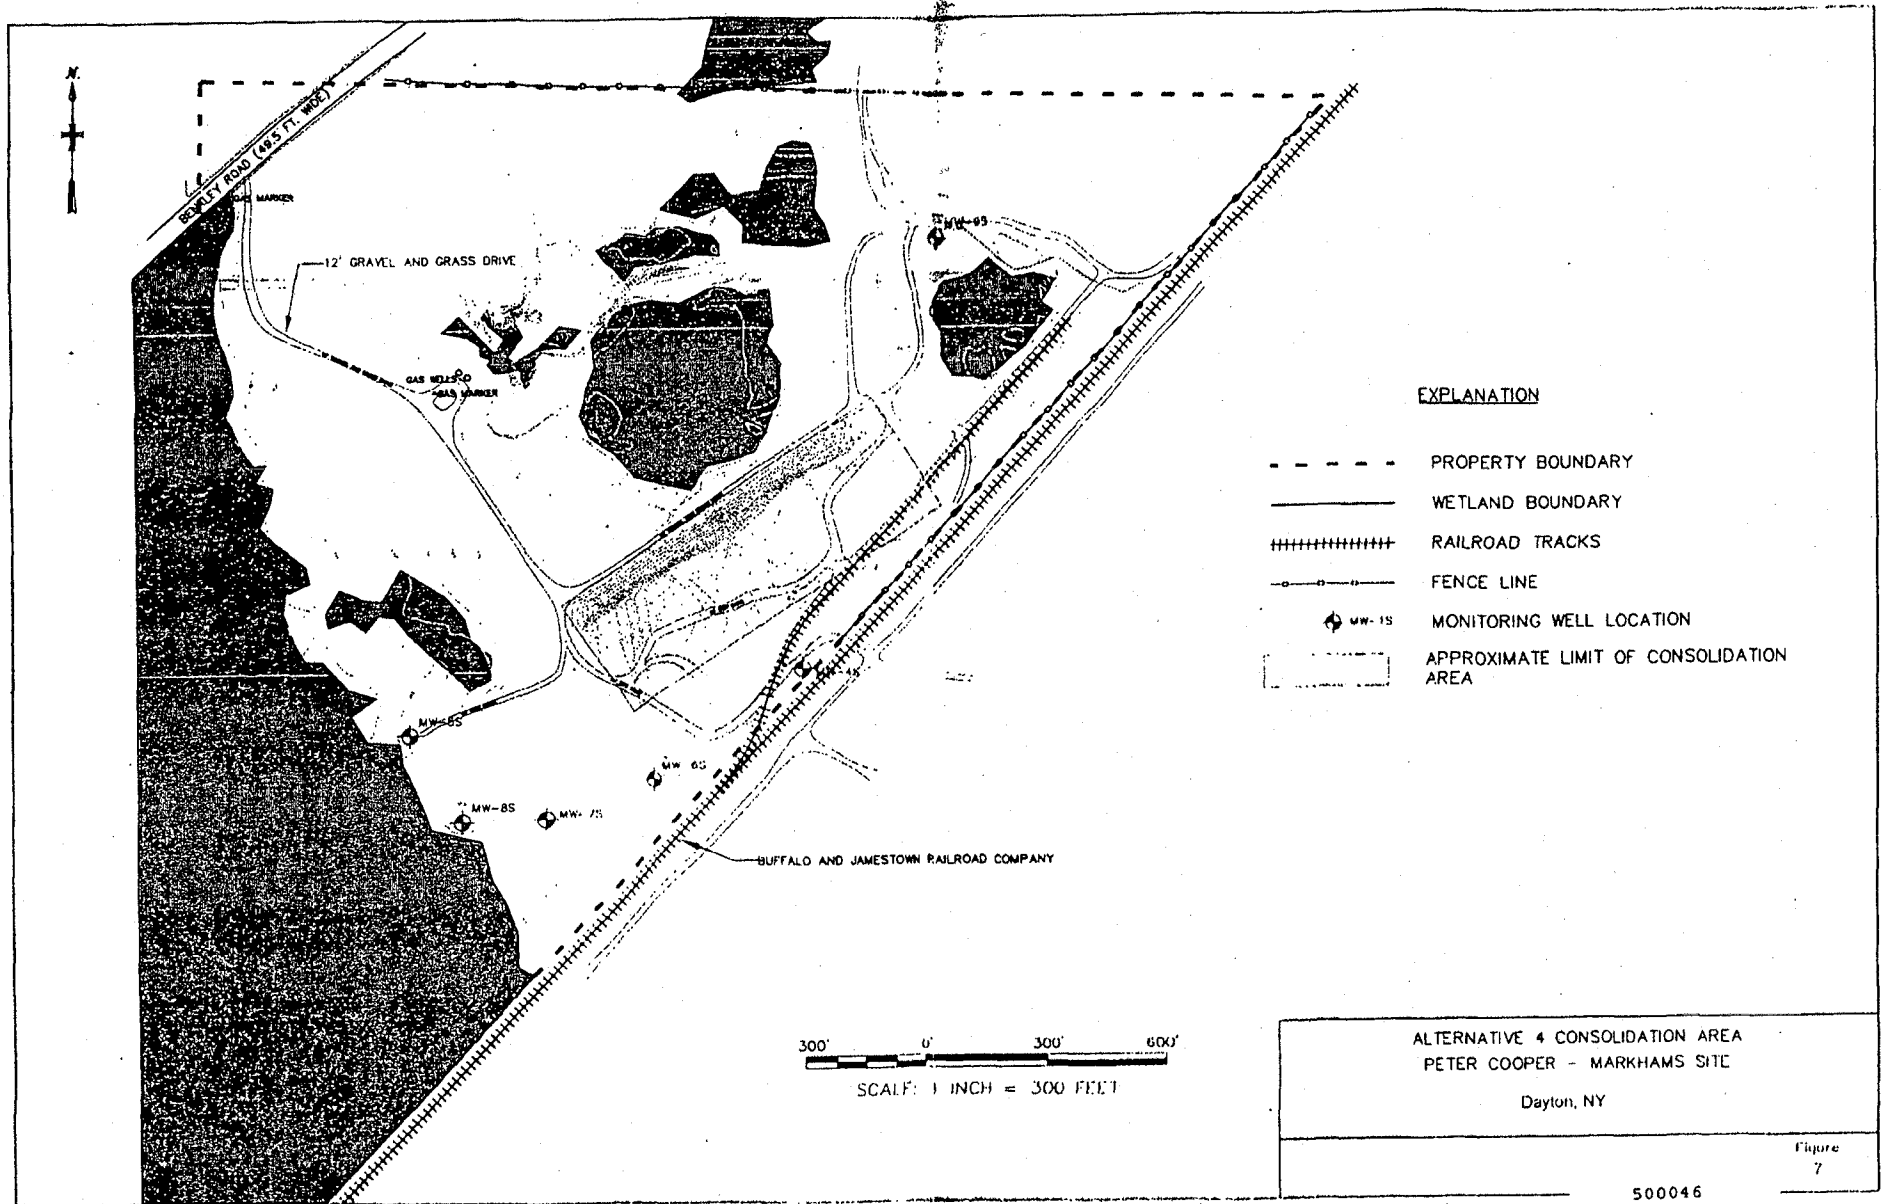 N.
BENTLEY ROAD (49.5 FT. WIDE)
GAS MARKER
12' GRAVEL AND GRASS DRIVE
GAS WELLS
GAS MARKER
MW-9S
MW-8S
MW-7S
MW-6S
BUFFALO AND JAMESTOWN RAILROAD COMPANY
EXPLANATION
PROPERTY BOUNDARY
WETLAND BOUNDARY
RAILROAD TRACKS
FENCE LINE
MW-1S MONITORING WELL LOCATION
APPROXIMATE LIMIT OF CONSOLIDATION
AREA
300' 0' 300' 600'
SCALE: 1 INCH = 300 FEET
ALTERNATIVE 4 CONSOLIDATION AREA
PETER COOPER - MARKHAMS SITE
Dayton, NY
Figure
7
500046